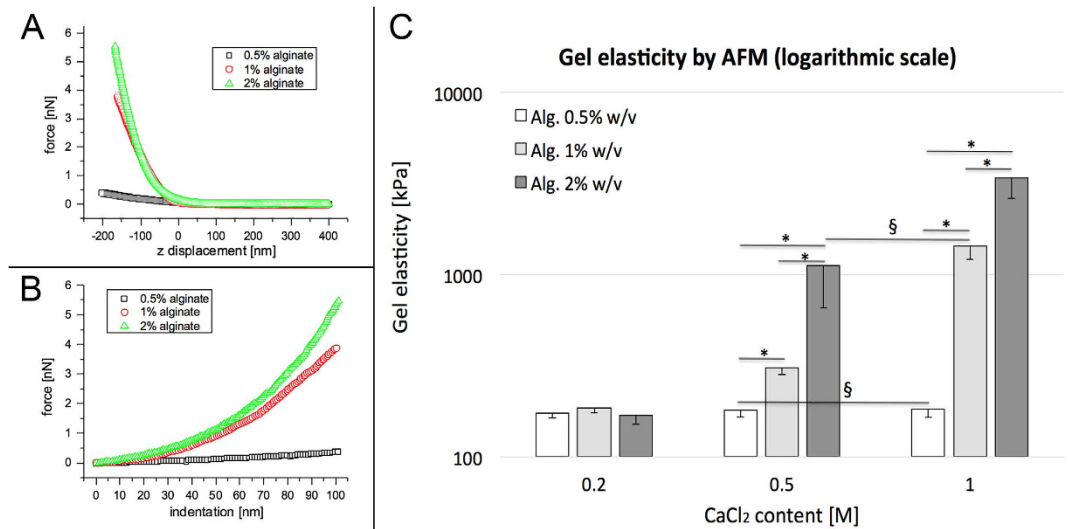 A
force [nN]
6
5
4
3
2
1
0
0.5% alginate
1% alginate
2% alginate
-200 -100 0 100 200 300 400
z displacement [nm]
B
force [nN]
6
5
4
3
2
1
0
0.5% alginate
1% alginate
2% alginate
0 10 20 30 40 50 60 70 80 90 100
indentation [nm]
C
Gel elasticity by AFM (logarithmic scale)
Gel elasticity [kPa]
10000
1000
100
Alg. 0.5% w/v
Alg. 1% w/v
Alg. 2% w/v
* *
§ *
* *
*
§
0.2 0.5 1
CaCl₂ content [M]